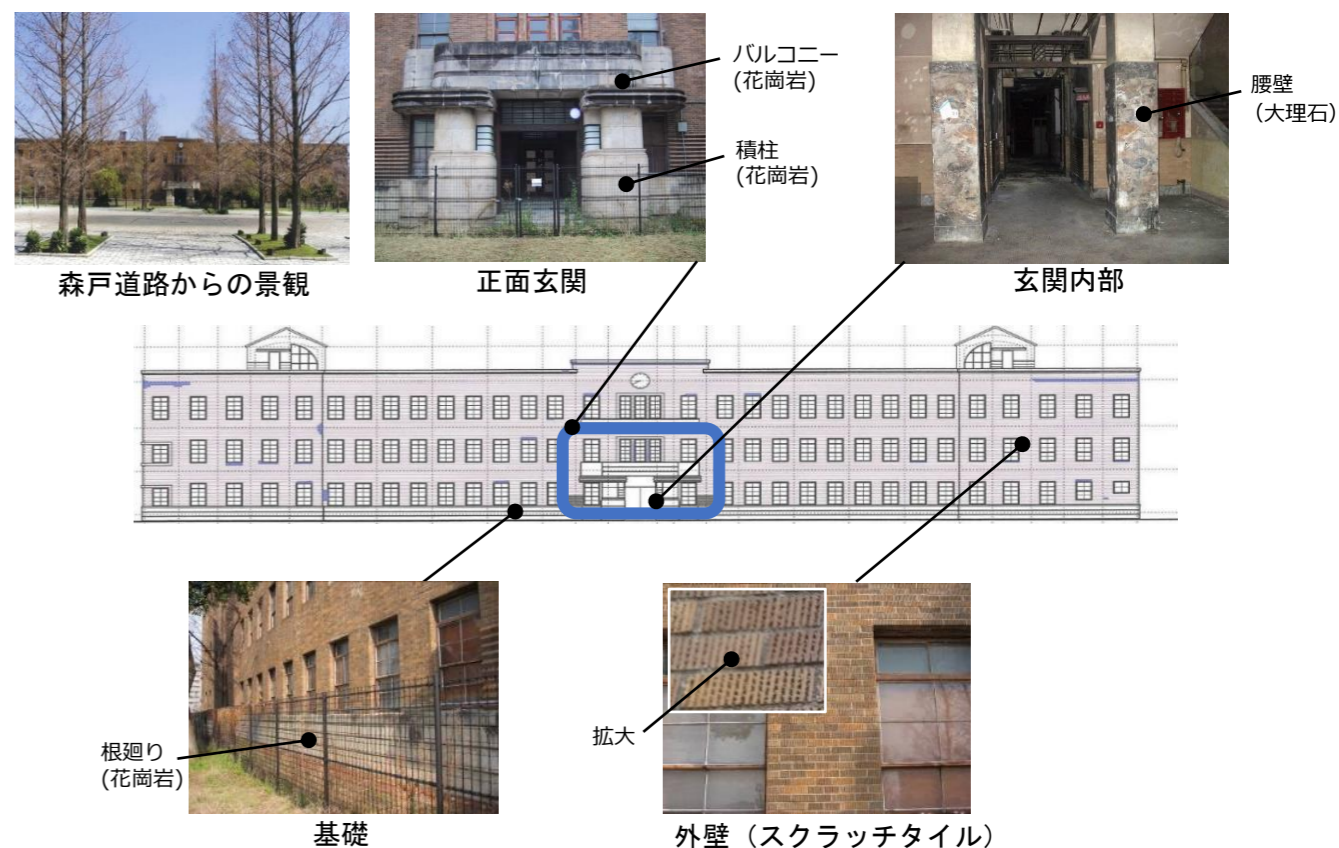 バルコニー
(花崗岩)
積柱
(花崗岩)
腰壁
(大理石)
森戸道路からの景観
正面玄関
玄関内部
根廻り
(花崗岩)
拡大
基礎
外壁（スクラッチタイル）